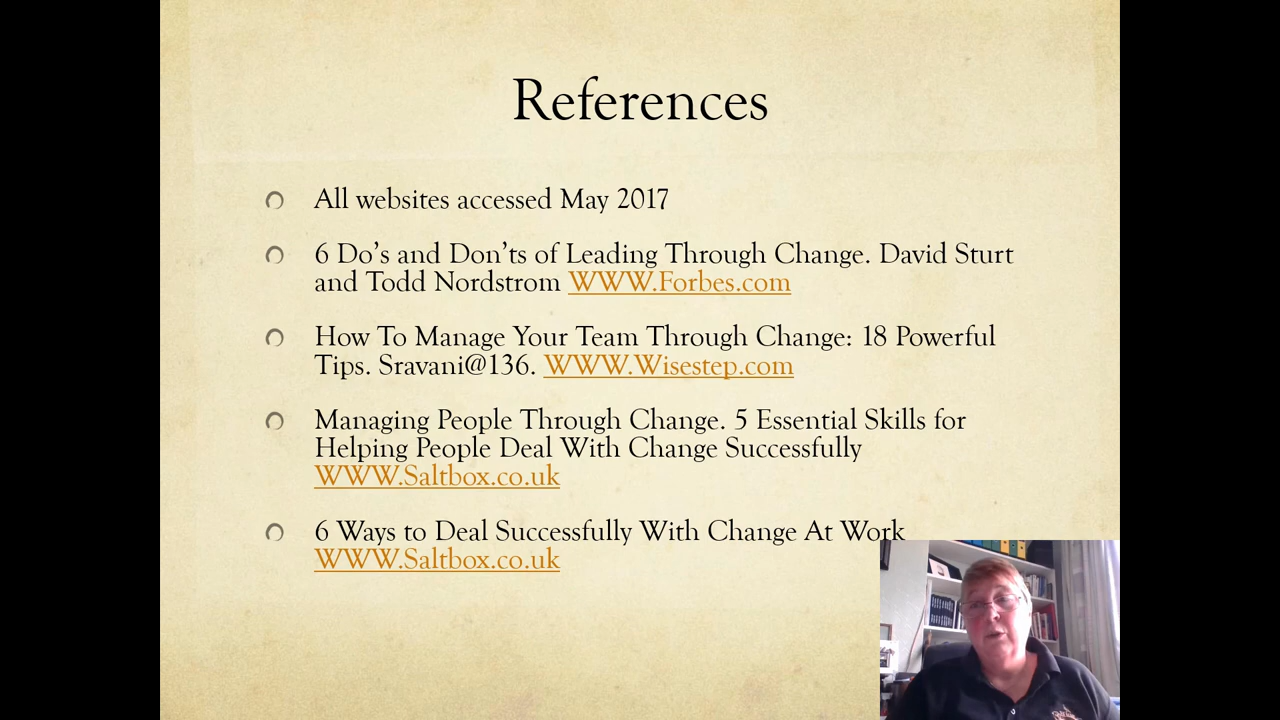 References
All websites accessed May 2017
6 Do’s and Don’ts of Leading Through Change. David Sturt
and Todd Nordstrom WWW.Forbes.com
How To Manage Your Team Through Change: 18 Powerful
Tips. Sravani@136. WWW.Wisestep.com
Managing People Through Change. 5 Essential Skills for
Helping People Deal With Change Successfully
WWW.Saltbox.co.uk
6 Ways to Deal Successfully With Change At Work
WWW.Saltbox.co.uk